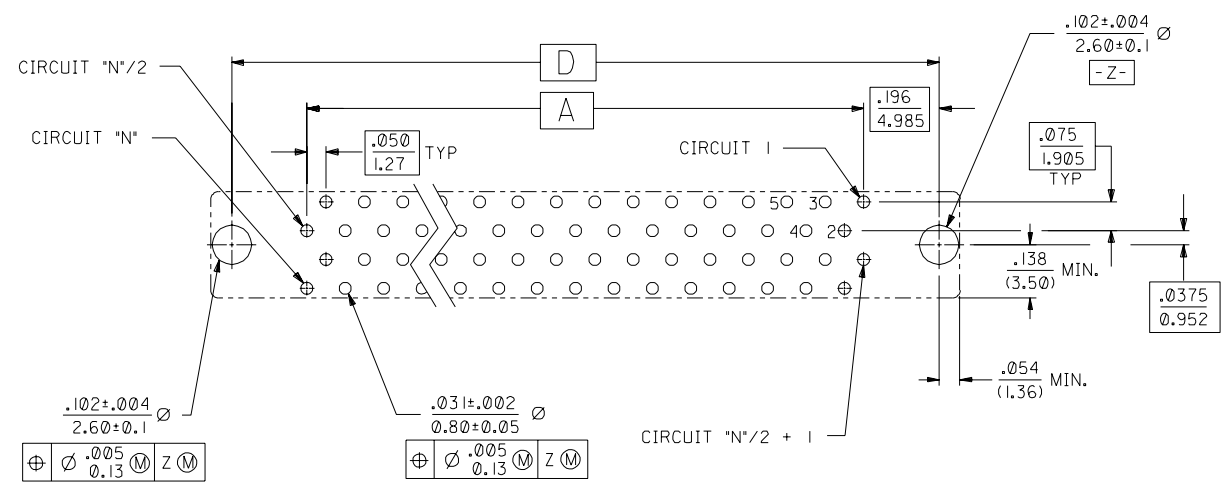 CIRCUIT "N"/2
D
.102±.004
2.60±0.1 Ø
-Z-
CIRCUIT "N"
A
.196
4.985
.050
1.27 TYP
CIRCUIT 1
.075
1.905
TYP
5 3
4 2
.138
(3.50) MIN.
.0375
0.952
.054
(1.36) MIN.
.102±.004
2.60±0.1 Ø
⌖ Ø .005
0.13 Ⓜ Z Ⓜ
.031±.002
0.80±0.05 Ø
⌖ Ø .005
0.13 Ⓜ Z Ⓜ
CIRCUIT "N"/2 + 1